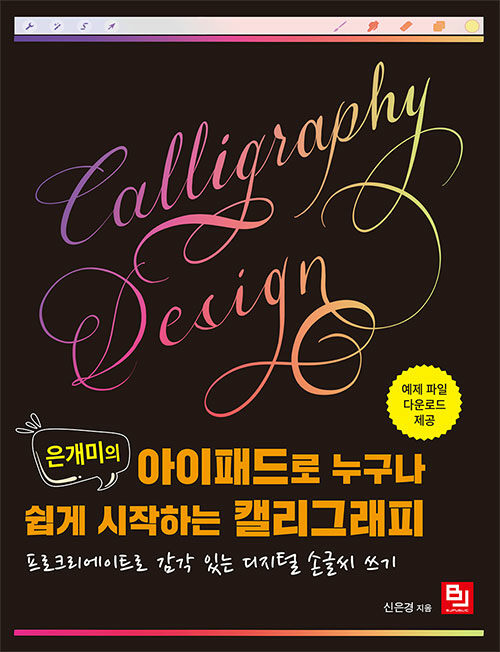 Calligraphy
Design
예제 파일
다운로드
제공
은개미의
아이패드로 누구나
쉽게 시작하는 캘리그래피
프로크리에이트로 감각 있는 디지털 손글씨 쓰기
신은경 지음
BJ
BJPUBLIC